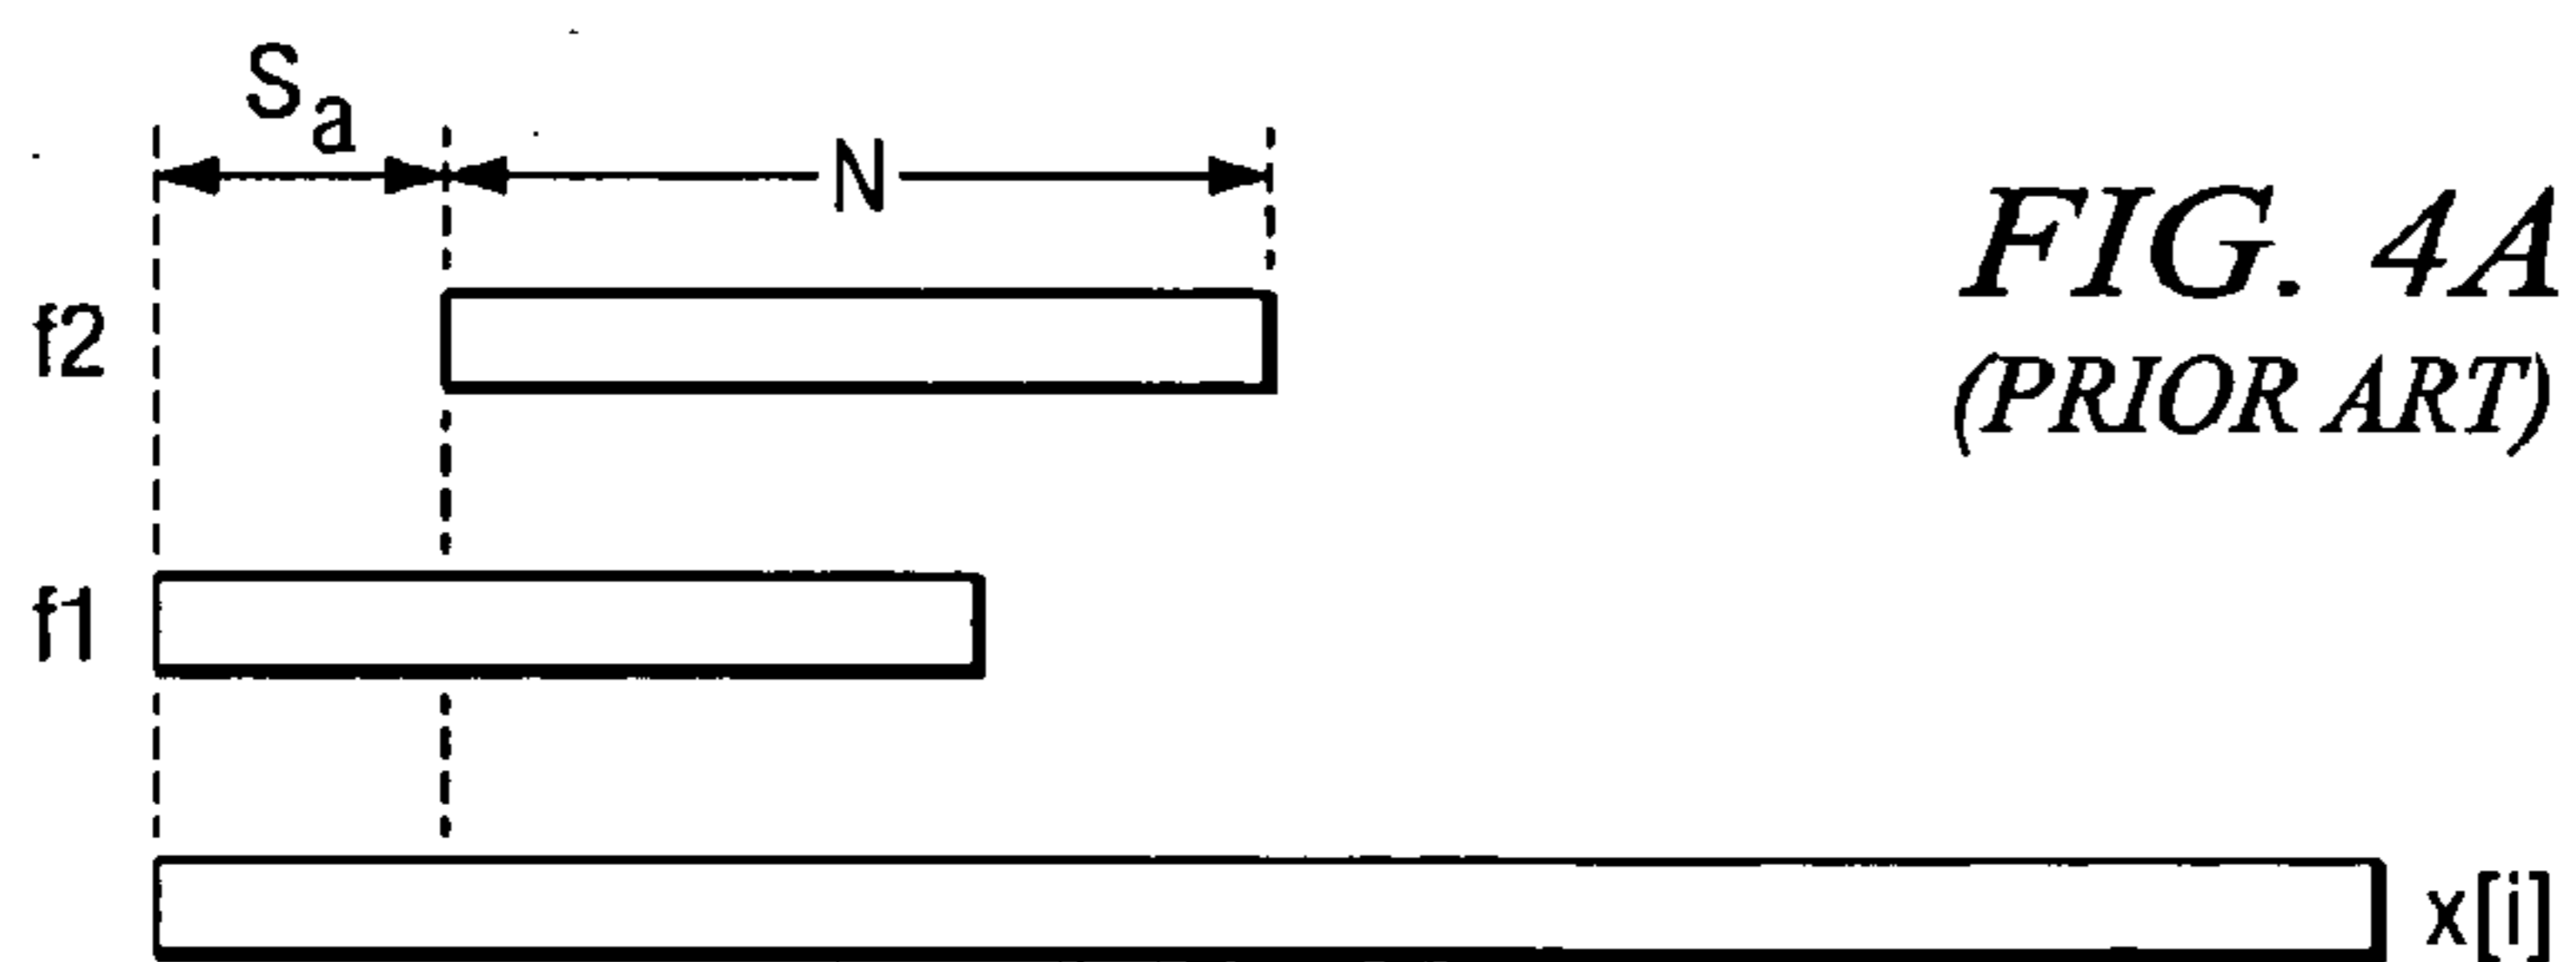 Sa
N
FIG. 4A
(PRIOR ART)
f2
f1
x[i]